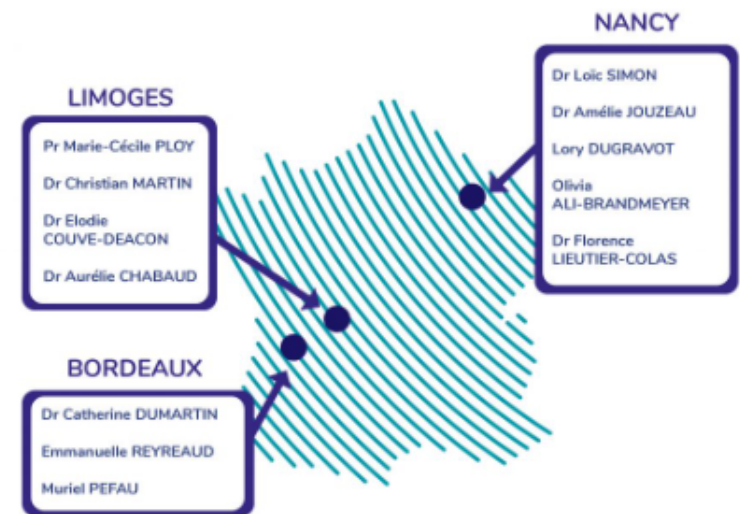 NANCY
Dr Loïc SIMON
Dr Amélie JOUZEAU
Lory DUGRAVOT
Olivia
ALI-BRANDMEYER
Dr Florence
LIEUTIER-COLAS
LIMOGES
Pr Marie-Cécile PLOY
Dr Christian MARTIN
Dr Elodie
COUVE-DEACON
Dr Aurélie CHABAUD
BORDEAUX
Dr Catherine DUMARTIN
Emmanuelle REYREAUD
Muriel PEFAU